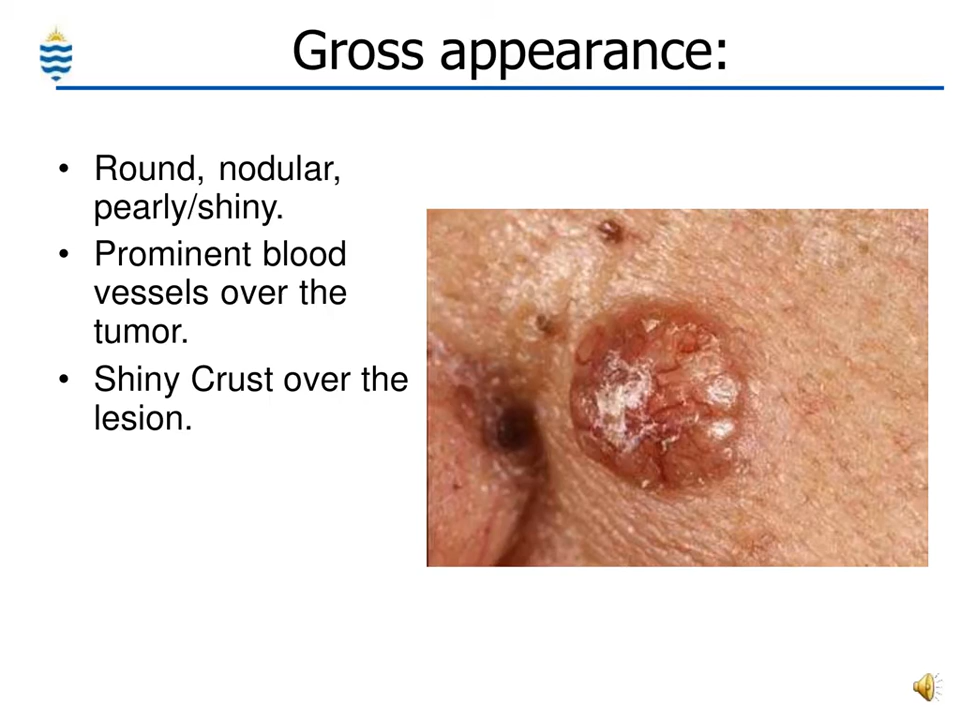 Gross appearance:
• Round, nodular,
pearly/shiny.
• Prominent blood
vessels over the
tumor.
• Shiny Crust over the
lesion.